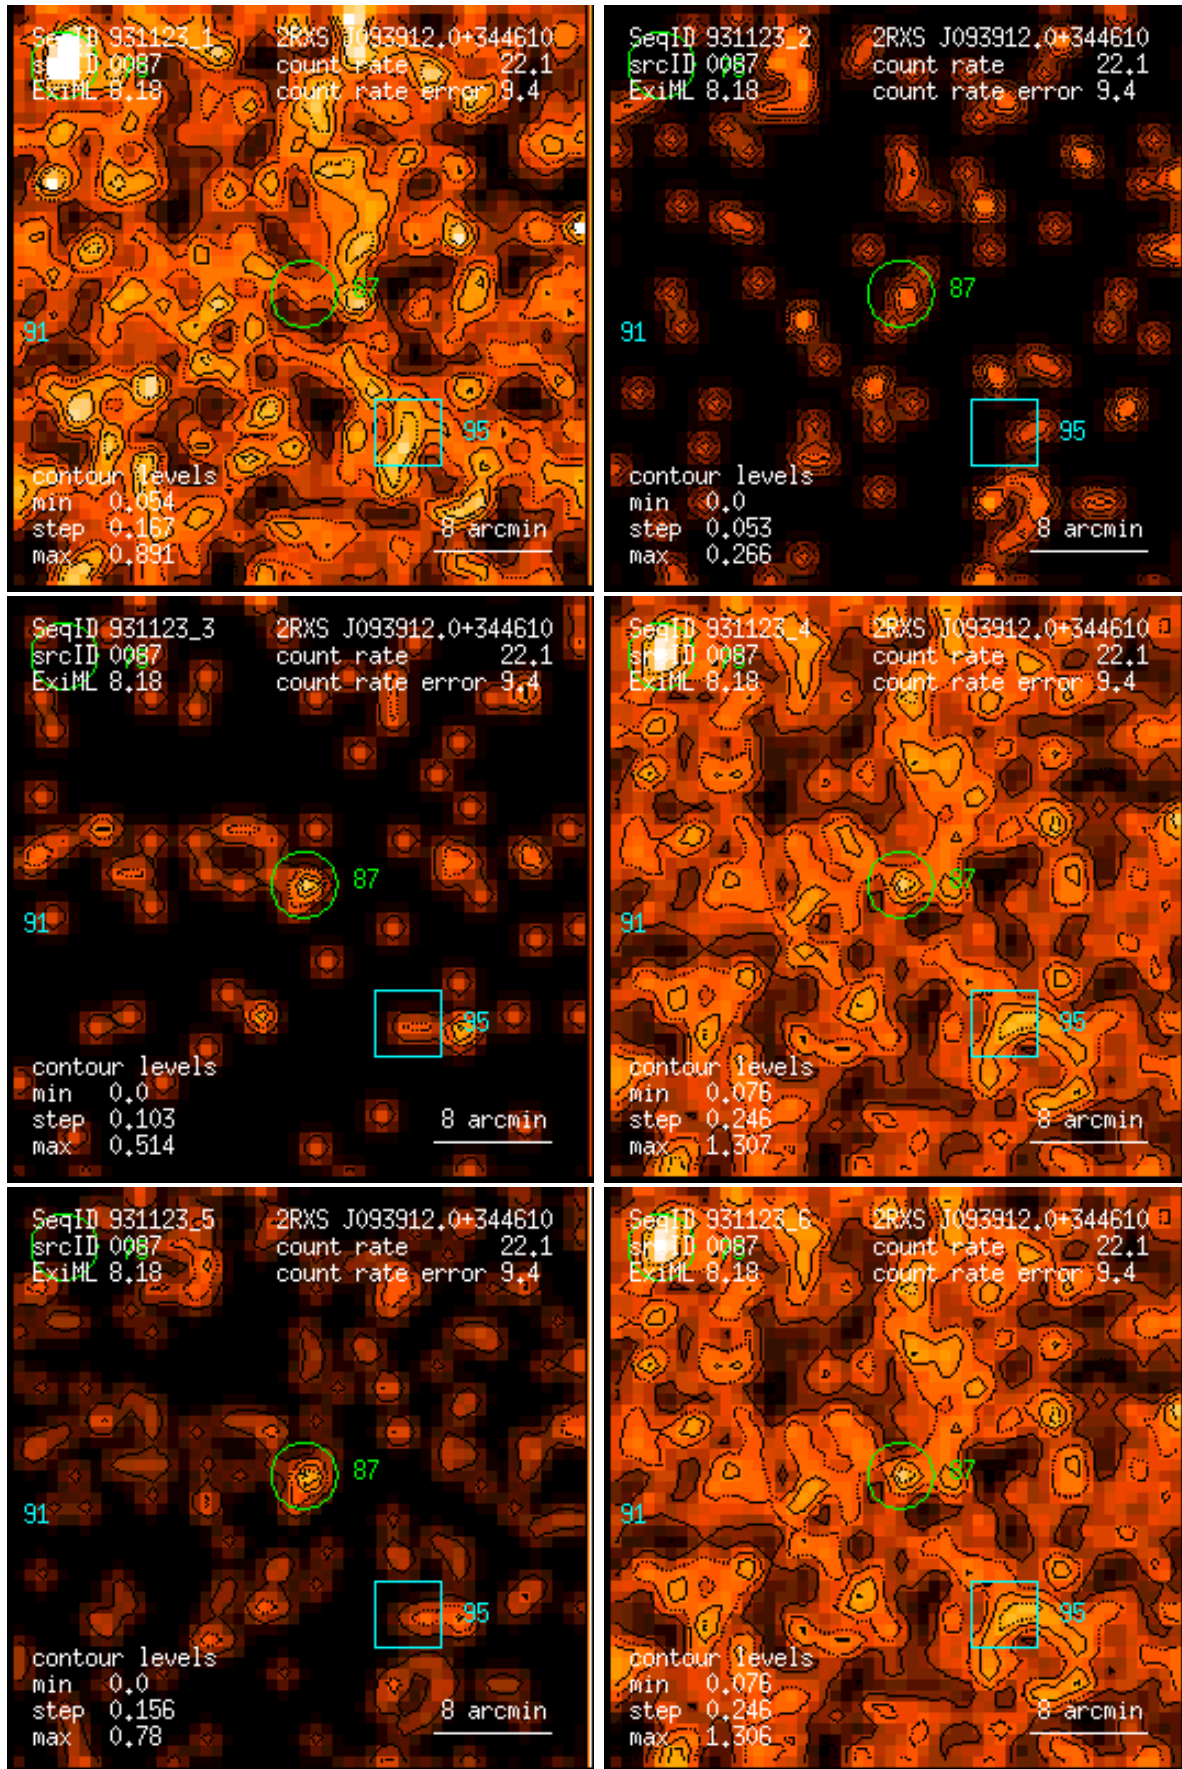 SeqID 931123_1 2RXS J093912.0+344610
srcID 0087 count rate 22.1
ExiML 8.18 count rate error 9.4
87
91
95
contour levels
min 0.054
step 0.167 8 arcmin
max 0.891
SeqID 931123_2 2RXS J093912.0+344610
srcID 0087 count rate 22.1
ExiML 8.18 count rate error 9.4
87
91
95
contour levels
min 0.0
step 0.053 8 arcmin
max 0.266
SeqID 931123_3 2RXS J093912.0+344610
srcID 0087 count rate 22.1
ExiML 8.18 count rate error 9.4
87
91
95
contour levels
min 0.0
step 0.103 8 arcmin
max 0.514
SeqID 931123_4 2RXS J093912.0+344610
srcID 0087 count rate 22.1
ExiML 8.18 count rate error 9.4
87
91
95
contour levels
min 0.076
step 0.246 8 arcmin
max 1.307
SeqID 931123_5 2RXS J093912.0+344610
srcID 0087 count rate 22.1
ExiML 8.18 count rate error 9.4
87
91
95
contour levels
min 0.0
step 0.156 8 arcmin
max 0.78
SeqID 931123_6 2RXS J093912.0+344610
srcID 0087 count rate 22.1
ExiML 8.18 count rate error 9.4
87
91
95
contour levels
min 0.076
step 0.246 8 arcmin
max 1.306